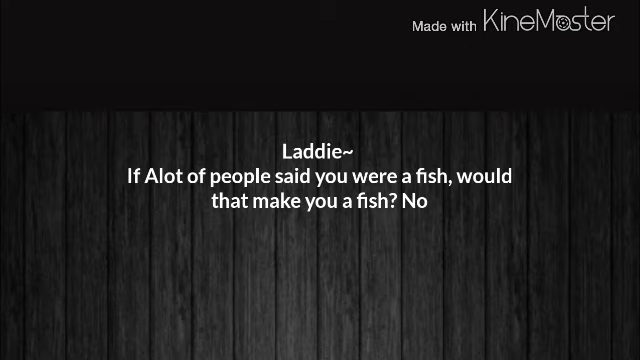 Made with KineMaster
Laddie~
If Alot of people said you were a fish, would
that make you a fish? No